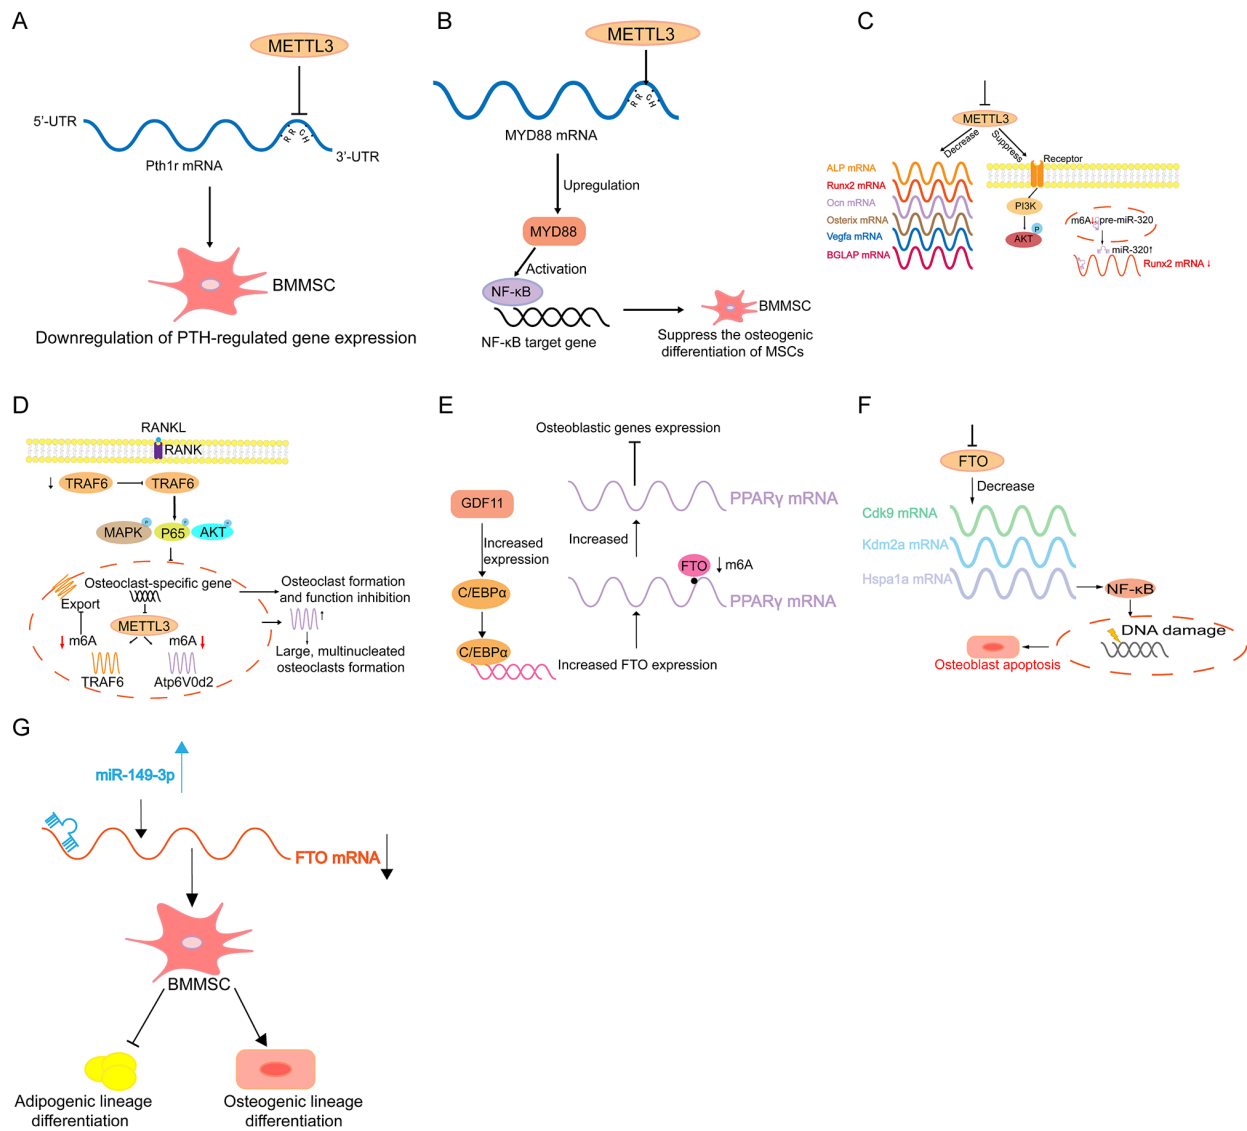 A
METTL3
5'-UTR
R R C H
3'-UTR
Pth1r mRNA
BMMSC
Downregulation of PTH-regulated gene expression
B
METTL3
R R C H
MYD88 mRNA
Upregulation
MYD88
Activation
NF-κB
NF-κB target gene
BMMSC
Suppress the osteogenic
differentiation of MSCs
C
METTL3
Decrease
Suppress
Receptor
ALP mRNA
Runx2 mRNA
Ocn mRNA
Osterix mRNA
Vegfa mRNA
BGLAP mRNA
PI3K
P
AKT
m6A↓ pre-miR-320
miR-320↑
Runx2 mRNA↓
D
RANKL
RANK
↓ TRAF6
TRAF6
MAPK
P
P65
P
AKT
P
Osteoclast-specific gene
Export
METTL3
m6A
m6A
TRAF6
Atp6V0d2
Osteoclast formation
and function inhibition
↑
Large, multinucleated
osteoclasts formation
E
Osteoblastic genes expression
GDF11
PPARγ mRNA
Increased
expression
Increased
FTO
↓m6A
C/EBPα
PPARγ mRNA
C/EBPα
Increased FTO expression
F
FTO
Decrease
Cdk9 mRNA
Kdm2a mRNA
Hspa1a mRNA
NF-κB
DNA damage
Osteoblast apoptosis
G
miR-149-3p
FTO mRNA
BMMSC
Adipogenic lineage
differentiation
Osteogenic lineage
differentiation